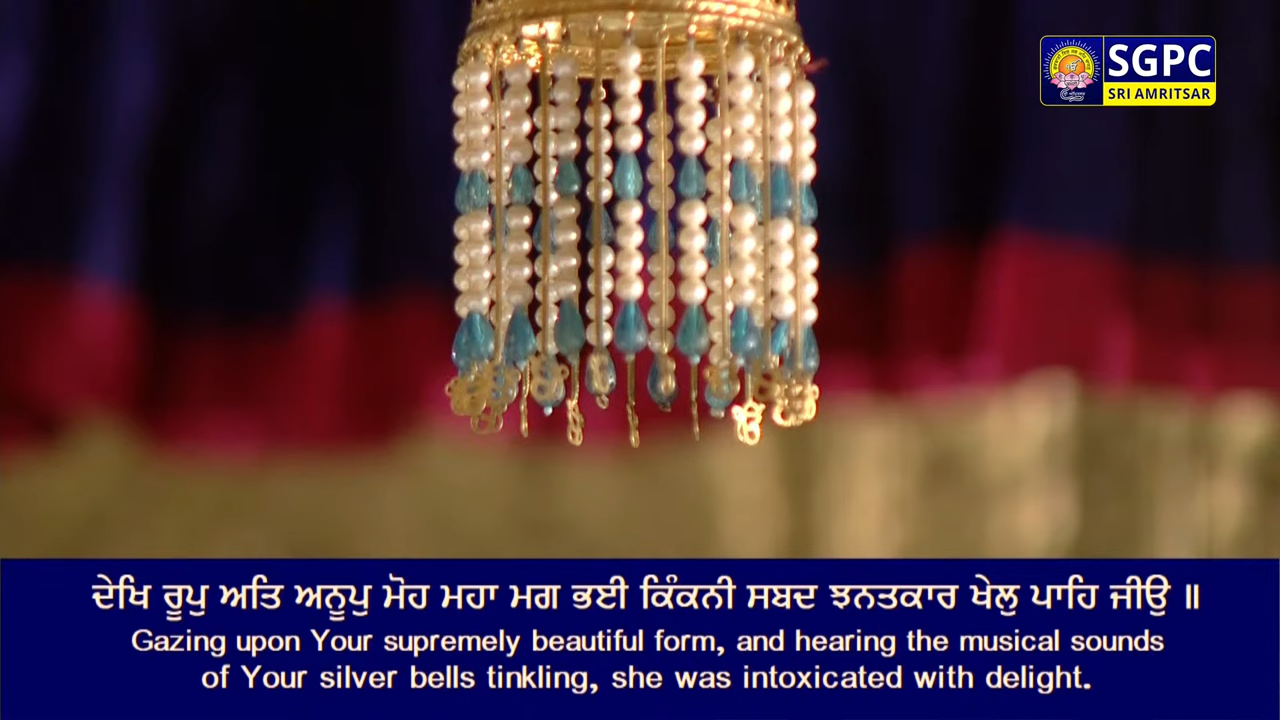 SGPC
SRI AMRITSAR
ਦੇਖਿ ਰੂਪੁ ਅਤਿ ਅਨੂਪੁ ਮੋਹ ਮਹਾ ਮਗ ਭਈ ਕਿੰਕਨੀ ਸਬਦ ਝਨਤਕਾਰ ਖੇਲੁ ਪਾਹਿ ਜੀਉ ॥
Gazing upon Your supremely beautiful form, and hearing the musical sounds
of Your silver bells tinkling, she was intoxicated with delight.